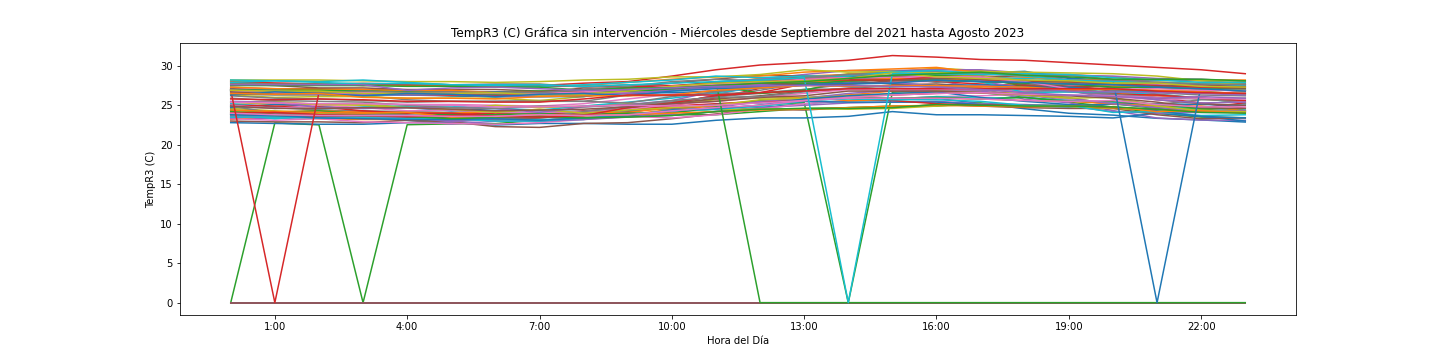 TempR3 (C) Gráfica sin intervención - Miércoles desde Septiembre del 2021 hasta Agosto 2023
TempR3 (C)
30
25
20
15
10
5
0
1:00 4:00 7:00 10:00 13:00 16:00 19:00 22:00
Hora del Día